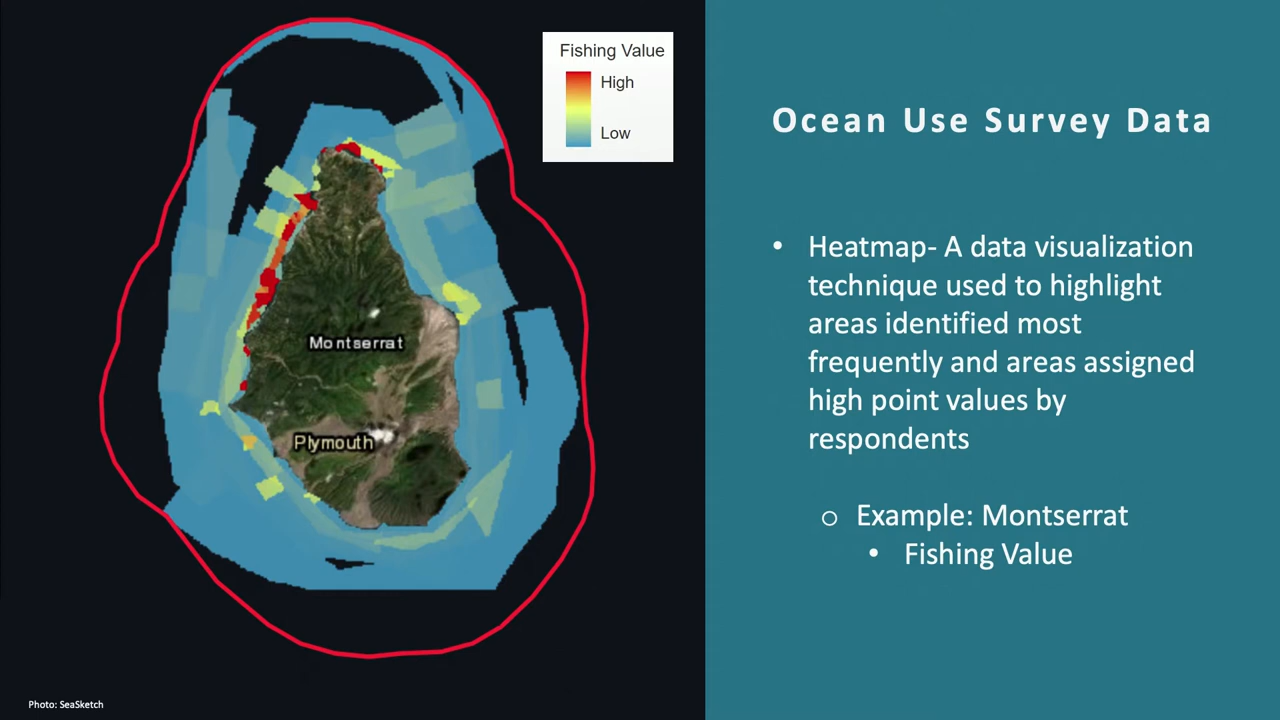 Fishing Value
High
Low
Montserrat
Plymouth
Photo: SeaSketch
Ocean Use Survey Data
• Heatmap- A data visualization
technique used to highlight
areas identified most
frequently and areas assigned
high point values by
respondents
o Example: Montserrat
• Fishing Value